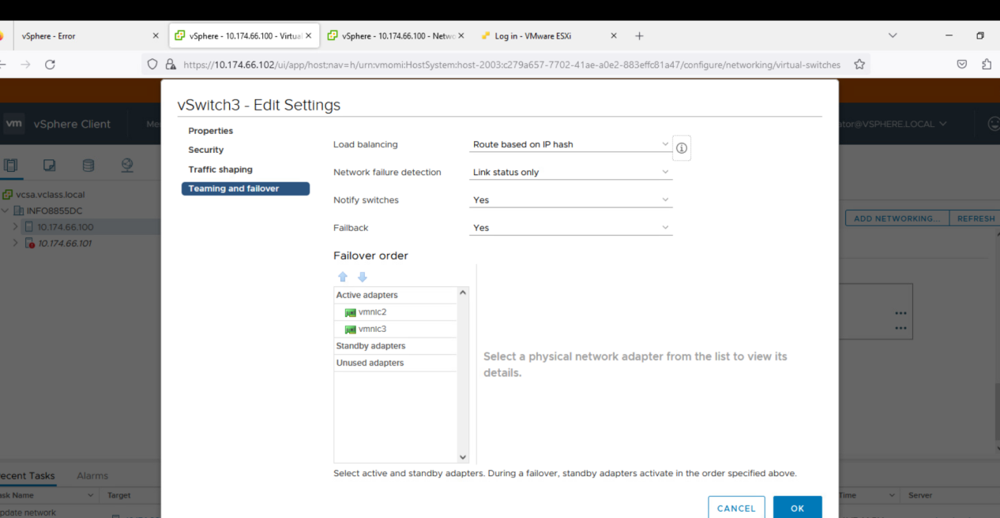 vSphere - Error
vSphere - 10.174.66.100 - Virtual
vSphere - 10.174.66.100 - Netwo
Log in - VMware ESXi
https://10.174.66.102/ui/app/host;nav=h/urn:vmomi:HostSystem:host-2003:c279a657-7702-41ae-a0e2-883effc81a47/configure/networking/virtual-switches
vm vSphere Client
Me
ator@VSPHERE.LOCAL
vcsa.vclass.local
INFO8855DC
10.174.66.100
10.174.66.101
vSwitch3 - Edit Settings
Properties
Security
Traffic shaping
Teaming and failover
Load balancing
Route based on IP hash
Network failure detection
Link status only
Notify switches
Yes
Failback
Yes
Failover order
Active adapters
vmnic2
vmnic3
Standby adapters
Unused adapters
Select a physical network adapter from the list to view its
details.
Select active and standby adapters. During a failover, standby adapters activate in the order specified above.
CANCEL
OK
ADD NETWORKING...
REFRESH
ecent Tasks
Alarms
ask Name
Target
Time
Server
pdate network